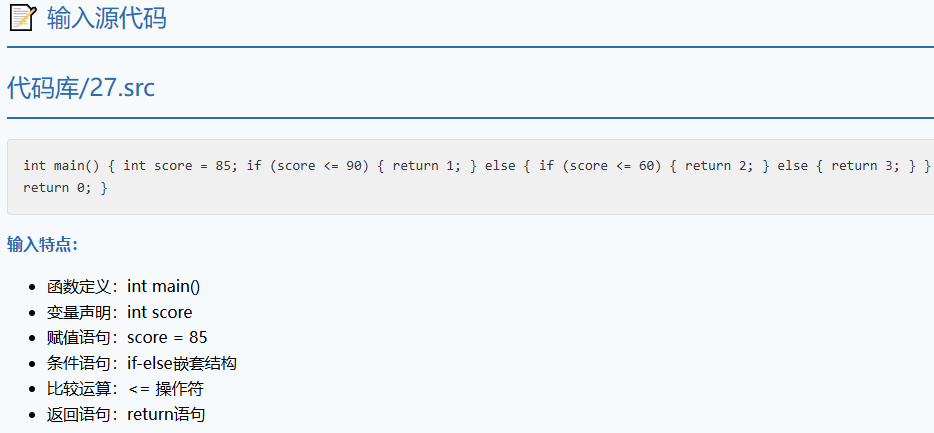 📝 输入源代码
代码库/27.src
int main() { int score = 85; if (score <= 90) { return 1; } else { if (score <= 60) { return 2; } else { return 3; } }
return 0; }
输入特点：
• 函数定义：int main()
• 变量声明：int score
• 赋值语句：score = 85
• 条件语句：if-else嵌套结构
• 比较运算：<= 操作符
• 返回语句：return语句